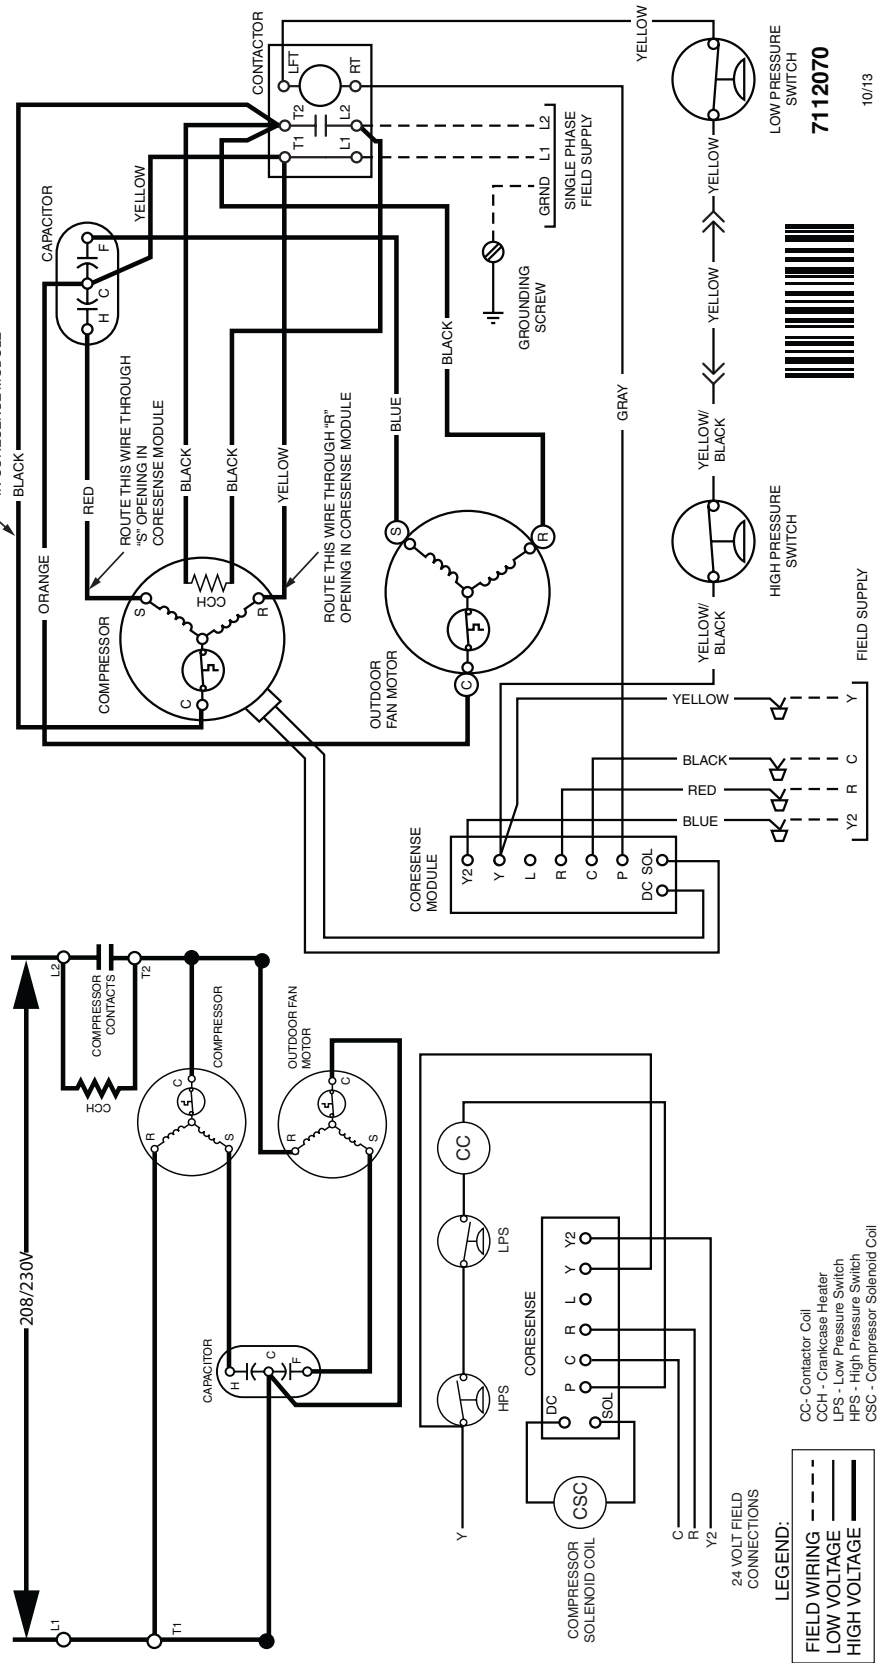 208/230V
L1
T1
L2
T2
COMPRESSOR
CONTACTS
CCH
COMPRESSOR
R
S
C
OUTDOOR FAN
MOTOR
R
S
C
CAPACITOR
H
C
F
Y
HPS
LPS
CC
CORESENSE
P
C
R
L
Y
Y2
DC
SOL
CSC
COMPRESSOR
SOLENOID COIL
C
R
Y2
24 VOLT FIELD
CONNECTIONS
LEGEND:
FIELD WIRING
LOW VOLTAGE
HIGH VOLTAGE
CC- Contactor Coil
CCH - Crankcase Heater
LPS - Low Pressure Switch
HPS - High Pressure Switch
CSC - Compressor Solenoid Coil
BLACK
ORANGE
RED
ROUTE THIS WIRE THROUGH
"S" OPENING IN
CORESENSE MODULE
COMPRESSOR
C
S
R
CCH
BLACK
BLACK
YELLOW
ROUTE THIS WIRE THROUGH "R"
OPENING IN CORESENSE MODULE
CAPACITOR
H
C
F
YELLOW
CONTACTOR
LFT
RT
T2
L2
T1
L1
GRND
L1
L2
SINGLE PHASE
FIELD SUPPLY
GROUNDING
SCREW
BLUE
BLACK
OUTDOOR
FAN MOTOR
C
S
R
GRAY
YELLOW
CORESENSE
MODULE
Y2
Y
L
R
C
P
DC
SOL
YELLOW
BLACK
RED
BLUE
Y
C
R
Y2
FIELD SUPPLY
YELLOW/
BLACK
HIGH PRESSURE
SWITCH
YELLOW/
BLACK
YELLOW
YELLOW
LOW PRESSURE
SWITCH
7112070
10/13